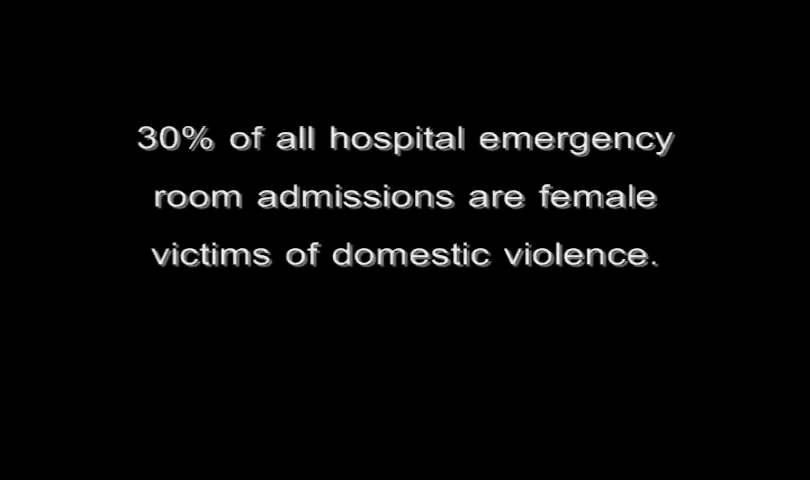 30% of all hospital emergency
room admissions are female
victims of domestic violence.